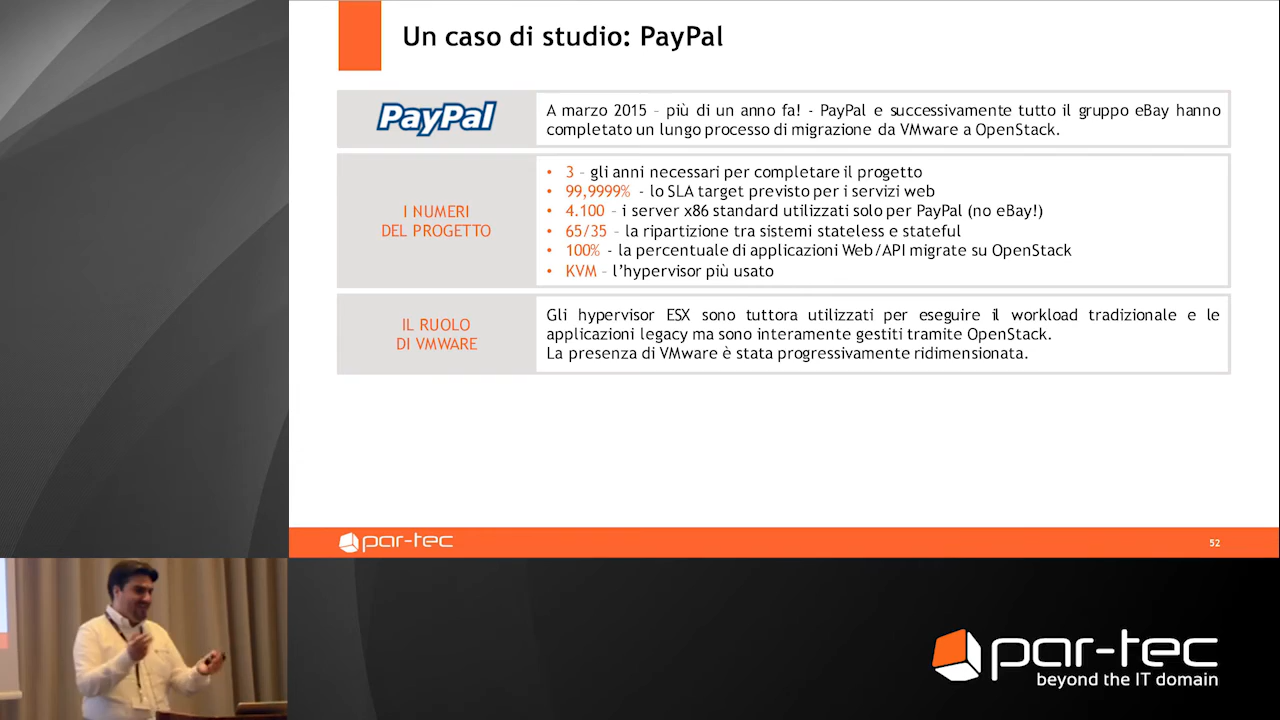 Un caso di studio: PayPal
PayPal
A marzo 2015 – più di un anno fa! - PayPal e successivamente tutto il gruppo eBay hanno
completato un lungo processo di migrazione da VMware a OpenStack.
I NUMERI
DEL PROGETTO
• 3 – gli anni necessari per completare il progetto
• 99,9999% - lo SLA target previsto per i servizi web
• 4.100 – i server x86 standard utilizzati solo per PayPal (no eBay!)
• 65/35 – la ripartizione tra sistemi stateless e stateful
• 100% - la percentuale di applicazioni Web/API migrate su OpenStack
• KVM – l’hypervisor più usato
IL RUOLO
DI VMWARE
Gli hypervisor ESX sono tuttora utilizzati per eseguire il workload tradizionale e le
applicazioni legacy ma sono interamente gestiti tramite OpenStack.
La presenza di VMware è stata progressivamente ridimensionata.
par-tec
52
par-tec
beyond the IT domain